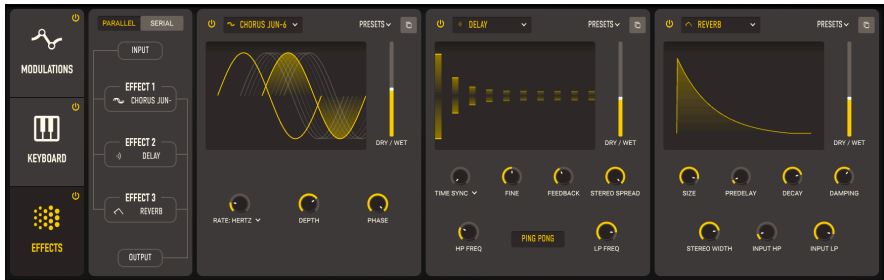 MODULATIONS
KEYBOARD
EFFECTS
PARALLEL SERIAL
INPUT
EFFECT 1
CHORUS JUN-
EFFECT 2
DELAY
EFFECT 3
REVERB
OUTPUT
CHORUS JUN-6 PRESETS
DRY / WET
RATE: HERTZ DEPTH PHASE
DELAY PRESETS
DRY / WET
TIME SYNC FINE FEEDBACK STEREO SPREAD
HP FREQ PING PONG LP FREQ
REVERB PRESETS
DRY / WET
SIZE PREDELAY DECAY DAMPING
STEREO WIDTH INPUT HP INPUT LP